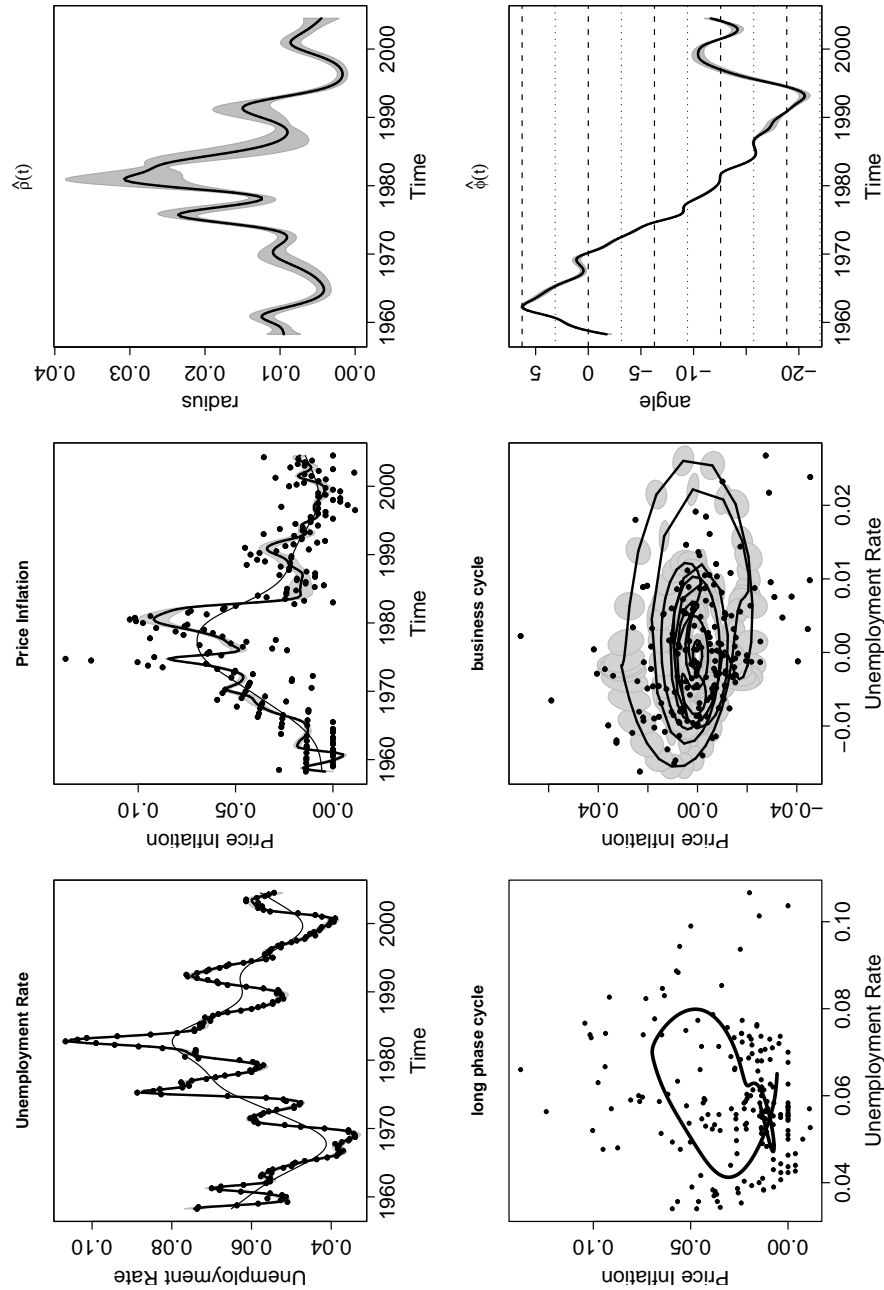 Unemployment Rate
Unemployment Rate
0.10
0.08
0.06
0.04
1960
1970
1980
1990
2000
Time
Price Inflation
Price Inflation
0.10
0.05
0.00
1960
1970
1980
1990
2000
Time
ρ̂(t)
radius
0.04
0.03
0.02
0.01
0.00
1960
1970
1980
1990
2000
Time
long phase cycle
Price Inflation
0.10
0.05
0.00
0.04
0.06
0.08
0.10
Unemployment Rate
business cycle
Price Inflation
0.04
0.00
−0.04
−0.01
0.00
0.01
0.02
Unemployment Rate
ϕ̂(t)
angle
5
0
−5
−10
−20
1960
1970
1980
1990
2000
Time